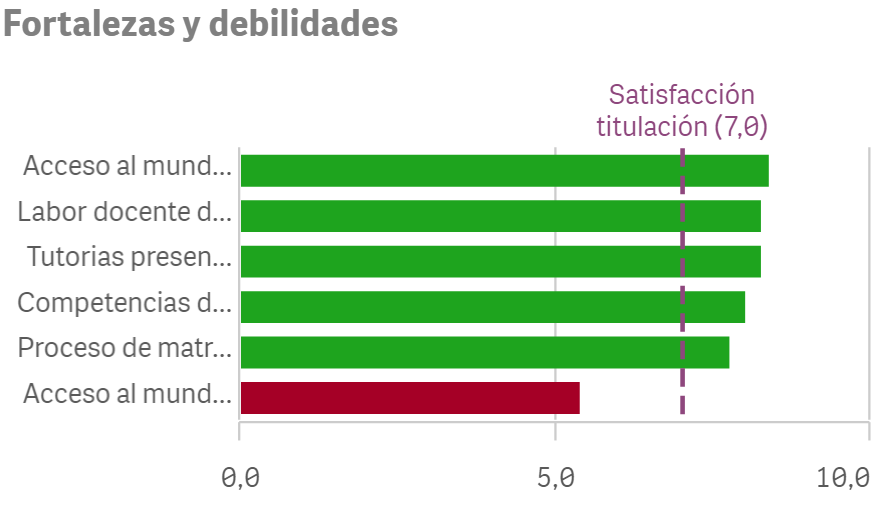 Fortalezas y debilidades
Satisfacción
titulación (7,0)
Acceso al mund...
Labor docente d...
Tutorias presen...
Competencias d...
Proceso de matr...
Acceso al mund...
0,0 5,0 10,0